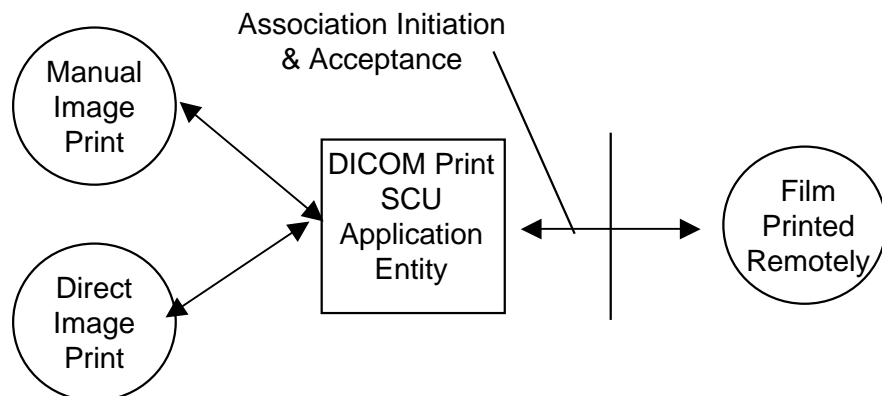 Association Initiation
& Acceptance
Manual
Image
Print
DICOM Print
SCU
Application
Entity
Film
Printed
Remotely
Direct
Image
Print